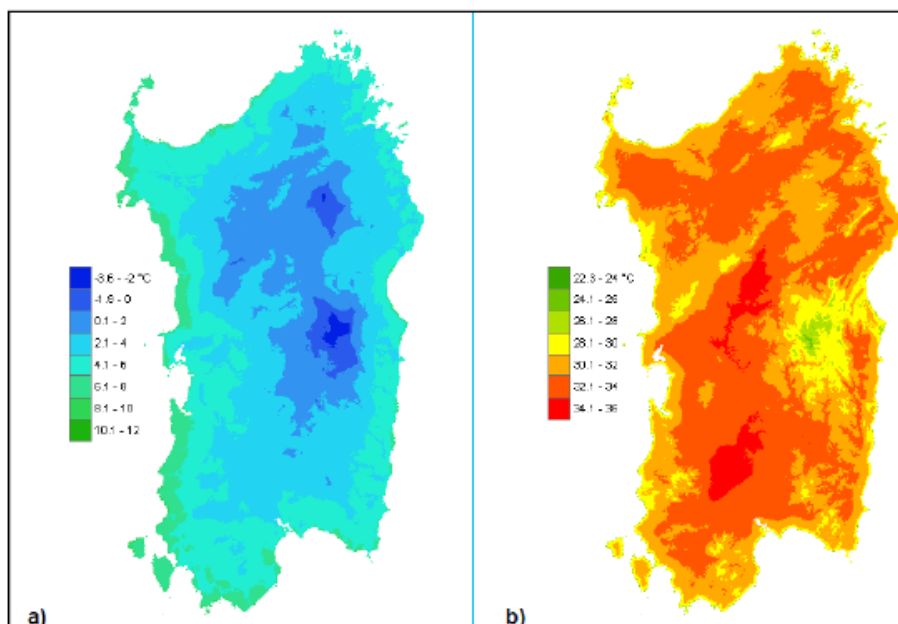 -3.6 - -2 °C
-1.9 - 0
0.1 - 2
2.1 - 4
4.1 - 6
6.1 - 8
8.1 - 10
10.1 - 12
a)
22.3 - 24 °C
24.1 - 26
26.1 - 28
28.1 - 30
30.1 - 32
32.1 - 34
34.1 - 36
b)